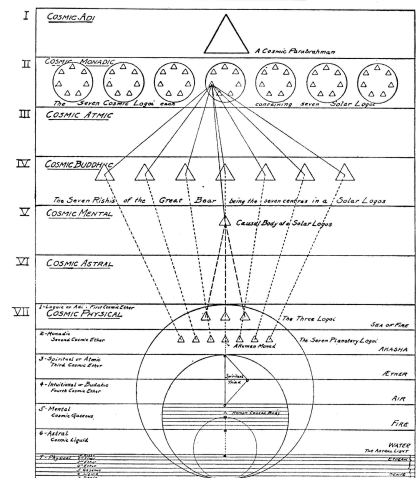 I
COSMIC ADI
A Cosmic Parabrahman
II
COSMIC MONADIC
The Seven Cosmic Logoi each containing seven Solar Logoi
III
COSMIC ATMIC
IV
COSMIC BUDDHIC
The Seven Rishis of the Great Bear being the seven centres in a Solar Logos
V
COSMIC MENTAL
Causal Body of a Solar Logos
VI
COSMIC ASTRAL
VII
1-Logoic or Adi - First Cosmic Ether
COSMIC PHYSICAL
The Three Logoi
SEA OF FIRE
2-Monadic
Second Cosmic Ether
The Seven Planetary Logoi
A Human Monad
AKASHA
3-Spiritual or Atmic
Third Cosmic Ether
Spiritual
Triad
ÆTHER
4-Intuitional or Buddhic
Fourth Cosmic Ether
AIR
5-Mental
Cosmic Gaseous
Human Causal Body
FIRE
6-Astral
Cosmic Liquid
WATER
The Astral Light
7-Physical